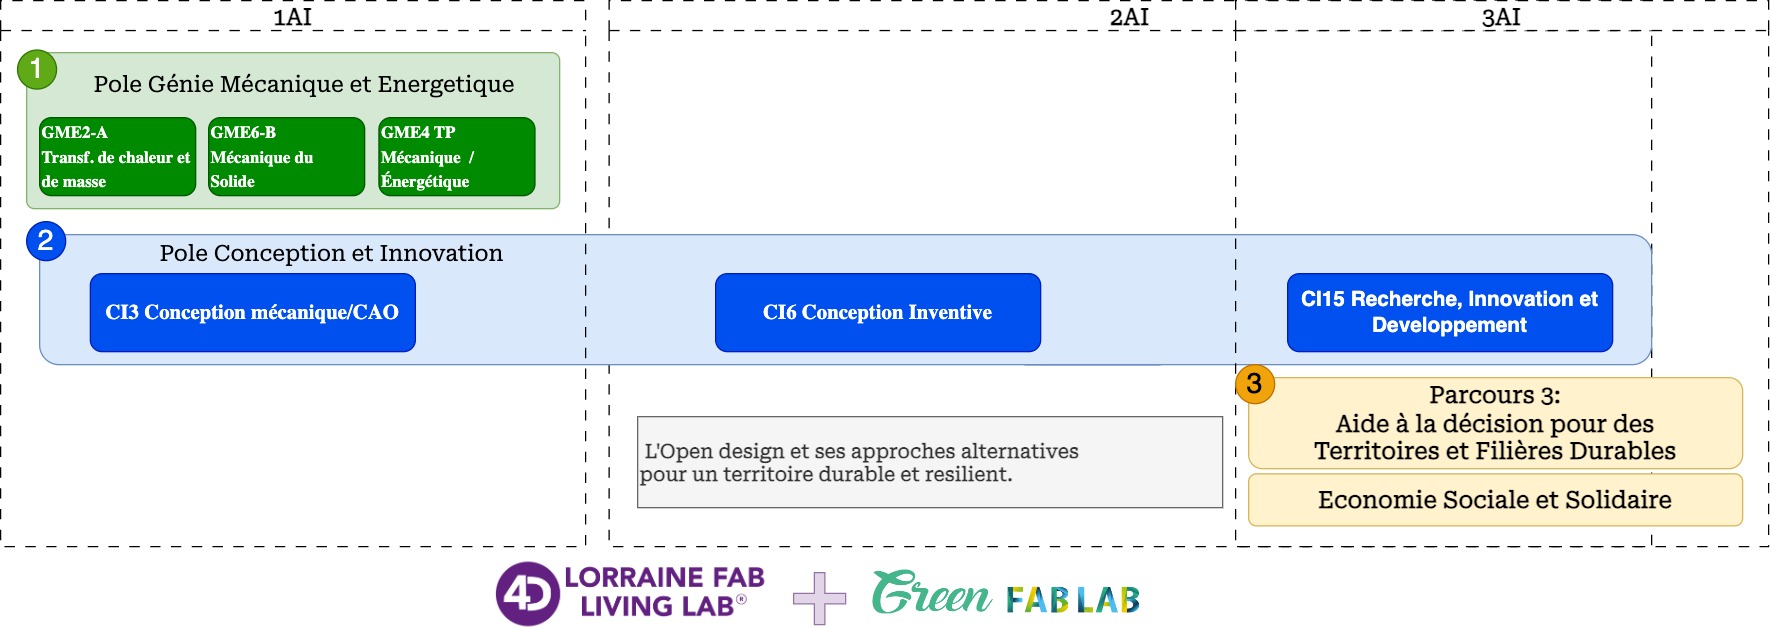 1AI
2AI
3AI
1
Pole Génie Mécanique et Energetique
GME2-A
Transf. de chaleur et
de masse
GME6-B
Mécanique du
Solide
GME4 TP
Mécanique /
Énergétique
2
Pole Conception et Innovation
CI3 Conception mécanique/CAO
CI6 Conception Inventive
CI15 Recherche, Innovation et
Developpement
3
Parcours 3:
Aide à la décision pour des
Territoires et Filières Durables
L'Open design et ses approches alternatives
pour un territoire durable et resilient.
Economie Sociale et Solidaire
4D
LORRAINE FAB
LIVING LAB®
Green FAB LAB